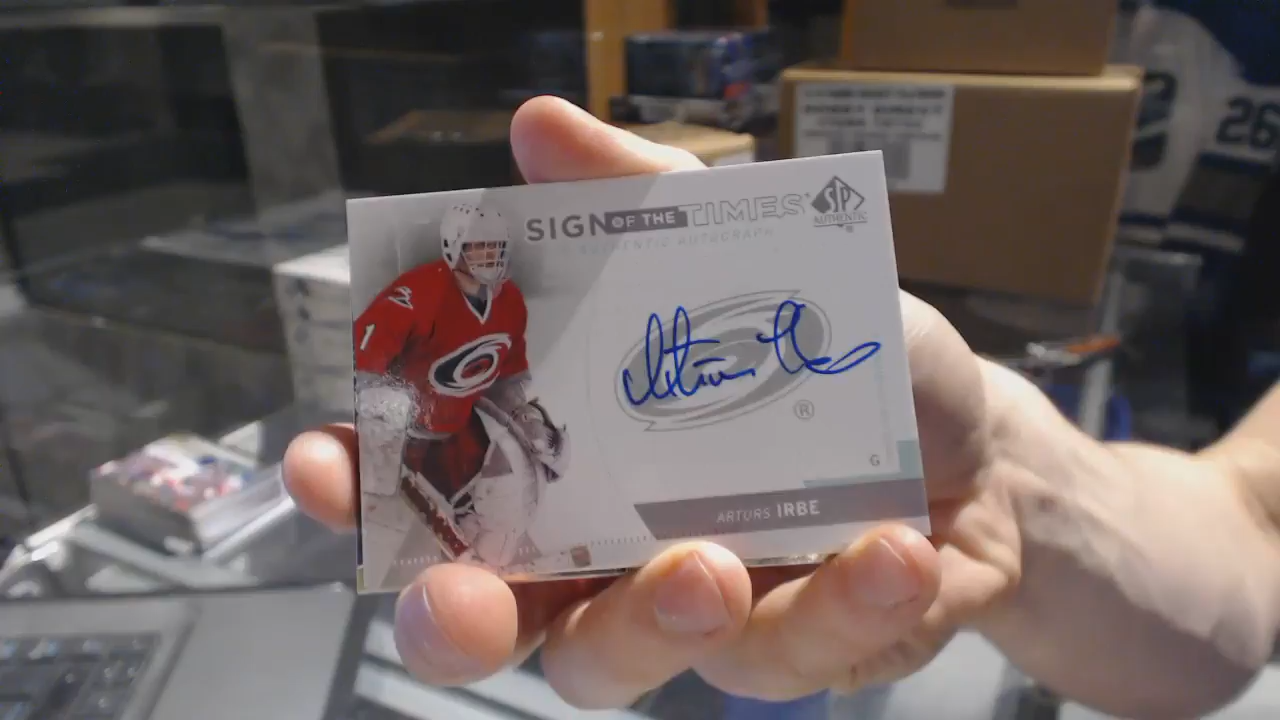 SIGN OF THE TIMES
AUTHENTIC AUTOGRAPH
SP
AUTHENTIC
1
®
G
ARTURS IRBE
26